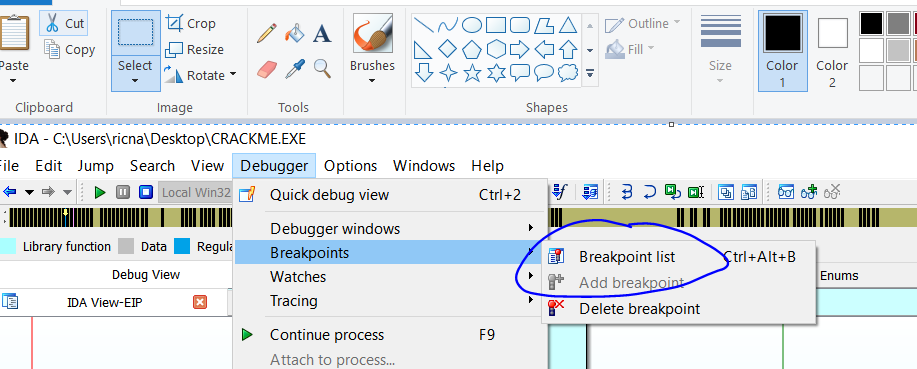 Cut
Crop
Outline
Copy
Resize
Fill
Paste
Select
Rotate
A
Brushes
Size
Color
1
Color
2
Clipboard
Image
Tools
Shapes
IDA - C:\Users\ricna\Desktop\CRACKME.EXE
File Edit Jump Search View Debugger Options Windows Help
Local Win32
Quick debug view Ctrl+2
Debugger windows
Library function Data Regula
Breakpoints
Breakpoint list Ctrl+Alt+B
Debug View
Watches
Enums
Add breakpoint
IDA View-EIP
Tracing
Delete breakpoint
Continue process F9
Attach to process...